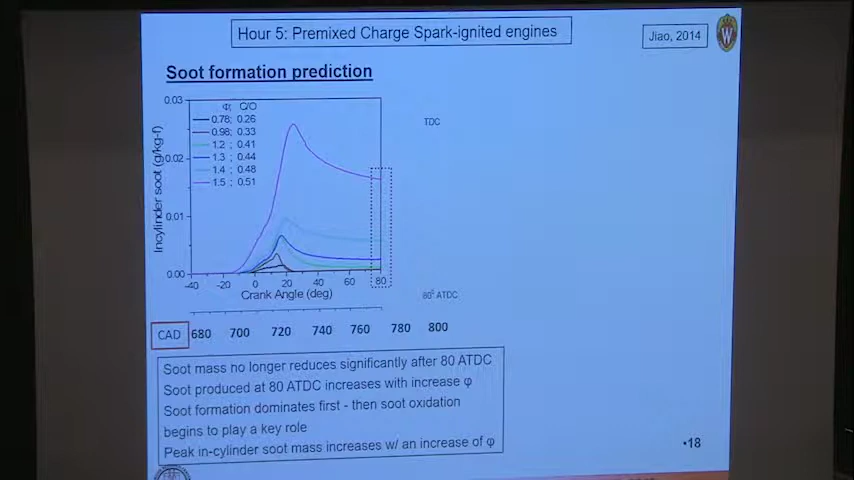 Hour 5: Premixed Charge Spark-ignited engines
Jiao, 2014
W
Soot formation prediction
Incylinder soot (g/kg-f)
0.03
0.02
0.01
0.00
Φ; C/O
0.78; 0.26
0.98; 0.33
1.2 ; 0.41
1.3 ; 0.44
1.4 ; 0.48
1.5 ; 0.51
-40 -20 0 20 40 60 80
Crank Angle (deg)
TDC
80° ATDC
CAD 680 700 720 740 760 780 800
Soot mass no longer reduces significantly after 80 ATDC
Soot produced at 80 ATDC increases with increase φ
Soot formation dominates first - then soot oxidation
begins to play a key role
Peak in-cylinder soot mass increases w/ an increase of φ
•18